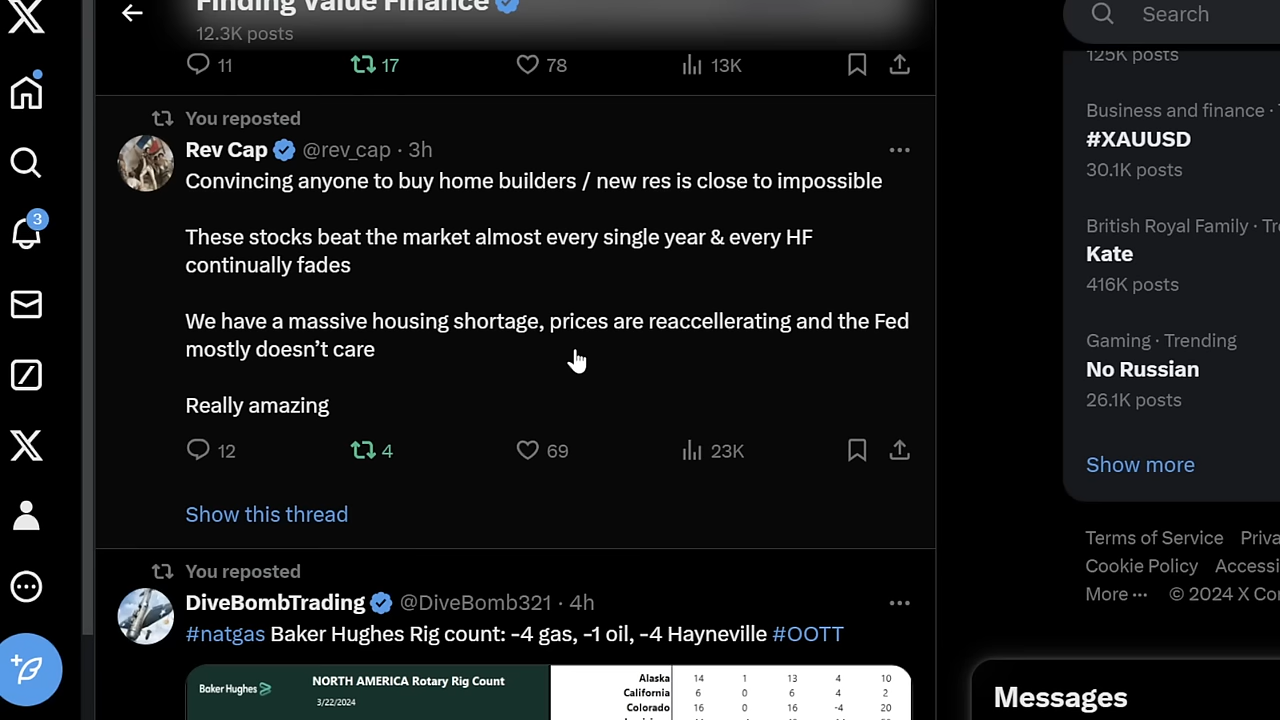 Finding Value Finance
12.3K posts
Search
11 17 78 13K
125K posts
You reposted
Rev Cap @rev_cap · 3h
Convincing anyone to buy home builders / new res is close to impossible
These stocks beat the market almost every single year & every HF
continually fades
We have a massive housing shortage, prices are reaccellerating and the Fed
mostly doesn’t care
Really amazing
12 4 69 23K
Show this thread
You reposted
DiveBombTrading @DiveBomb321 · 4h
#natgas Baker Hughes Rig count: -4 gas, -1 oil, -4 Hayneville #OOTT
Baker Hughes
NORTH AMERICA Rotary Rig Count
3/22/2024
Alaska 14 1 13 4 10
California 6 0 6 4 2
Colorado 16 0 16 -4 20
3
Business and finance ·
#XAUUSD
30.1K posts
British Royal Family ·
Kate
416K posts
Gaming · Trending
No Russian
26.1K posts
Show more
Terms of Service
Cookie Policy
More ··· © 2024 X
Messages